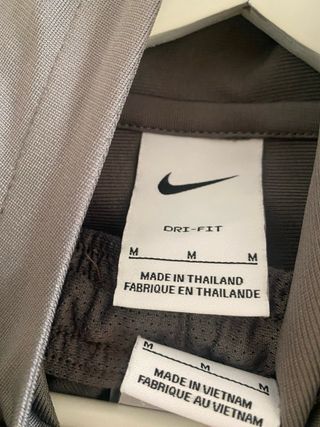 DRI-FIT
M M M
MADE IN THAILAND
FABRIQUE EN THAILANDE
M M M
MADE IN VIETNAM
FABRIQUE AU VIETNAM